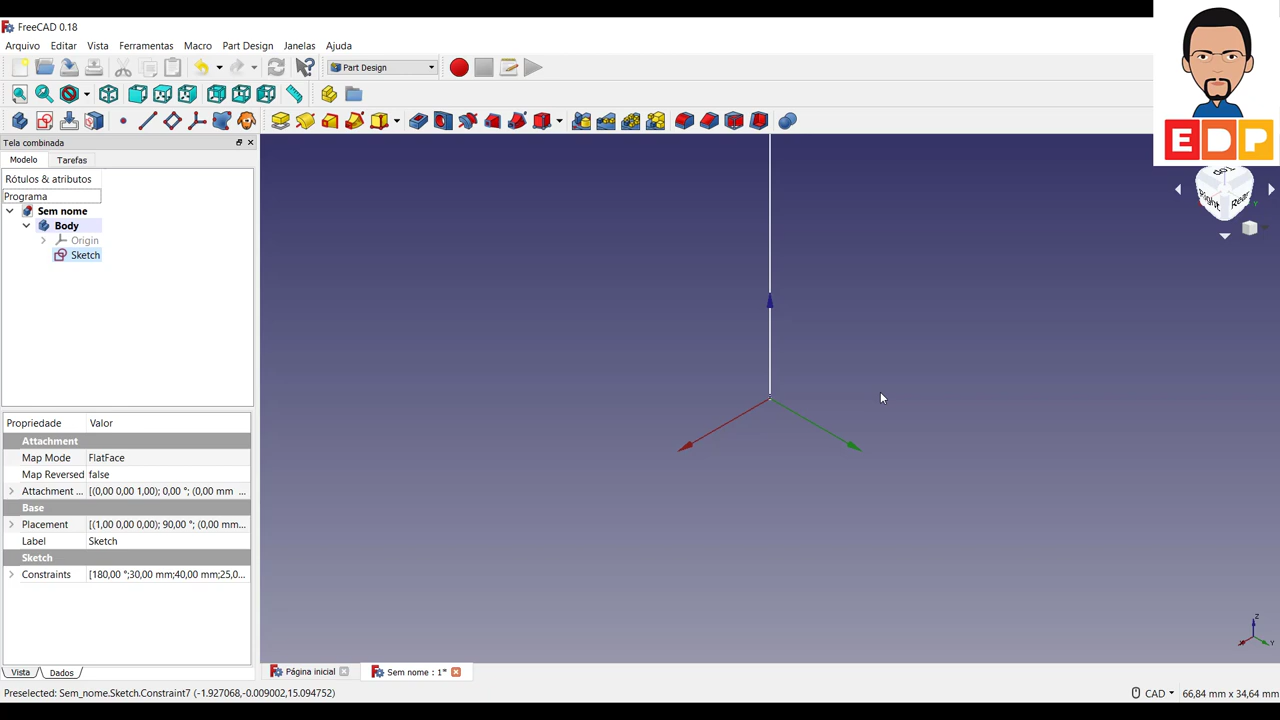 FreeCAD 0.18
Arquivo Editar Vista Ferramentas Macro Part Design Janelas Ajuda
Part Design
EDP
Tela combinada
Modelo Tarefas
Rótulos & atributos
Programa
Sem nome
Body
Origin
Sketch
Top
Right Rear
Propriedade Valor
Attachment
Map Mode FlatFace
Map Reversed false
Attachment ... [(0,00 0,00 1,00); 0,00 °; (0,00 mm ...
Base
Placement [(1,00 0,00 0,00); 90,00 °; (0,00 mm...
Label Sketch
Sketch
Constraints [180,00 °;30,00 mm;40,00 mm;25,0...
Z
X Y
Vista Dados
Página inicial Sem nome : 1*
Preselected: Sem_nome.Sketch.Constraint7 (-1.927068,-0.009002,15.094752)
CAD 66,84 mm x 34,64 mm